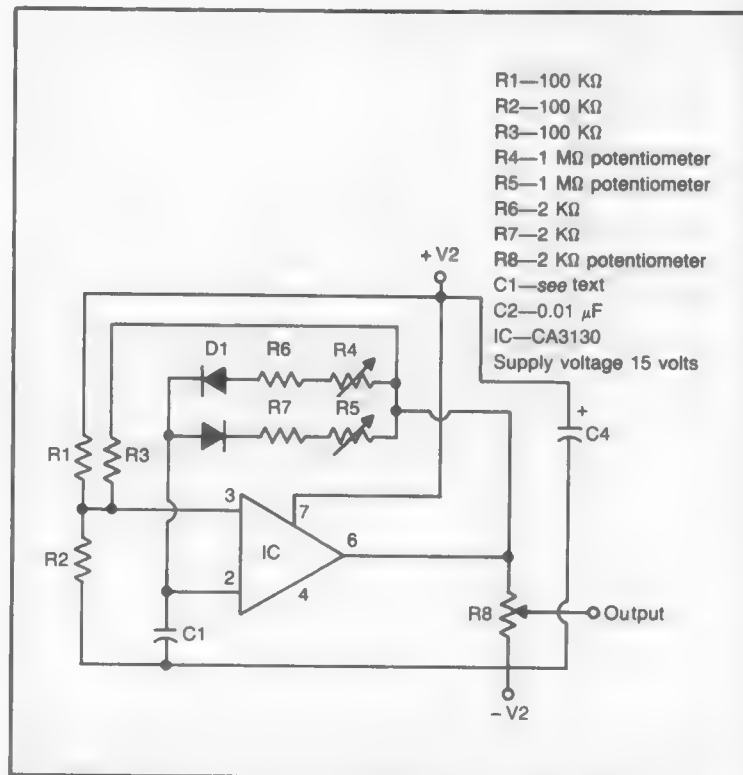 R1—100 KΩ
R2—100 KΩ
R3—100 KΩ
R4—1 MΩ potentiometer
R5—1 MΩ potentiometer
R6—2 KΩ
R7—2 KΩ
R8—2 KΩ potentiometer
C1—see text
C2—0.01 μF
IC—CA3130
Supply voltage 15 volts
+ V2
D1 R6 R4
R7 R5
+
C4
R1 R3
3
7
R2
IC
6
2
4
R8
Output
C1
− V2